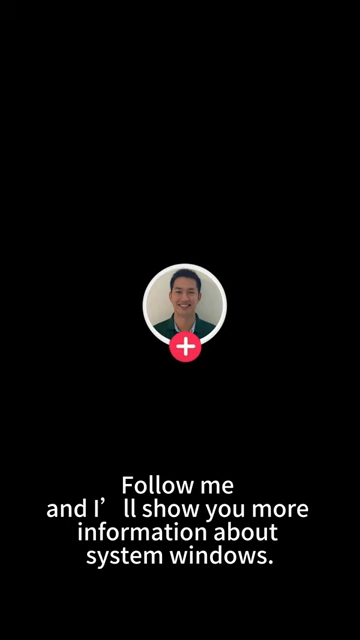 Follow me
and I’ll show you more
information about
system windows.